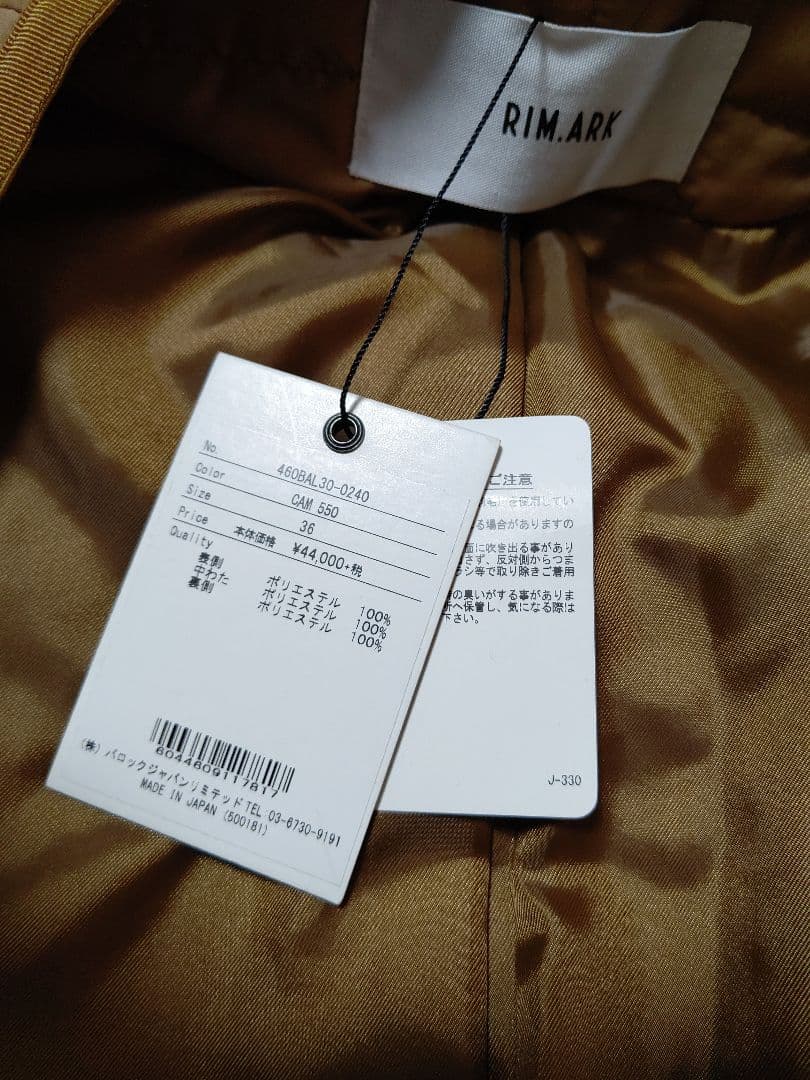 RIM.ARK
No. 460BAL30-0240
Color CAM 550
Size 36
Price 本体価格 ¥44,000+税
Quality
表側 ポリエステル 100%
中わた ポリエステル 100%
裏側 ポリエステル 100%
6044609117817
(株)バロックジャパンリミテッド TEL:03-6730-9191
MADE IN JAPAN (500181)
ご注意
を使用してい
る場合がありますの
面に吹き出る事があり
さず、反対側からつま
ラシ等で取り除きご着用
の臭いがする事がありま
所へ保管し、気になる際は
下さい。
J-330